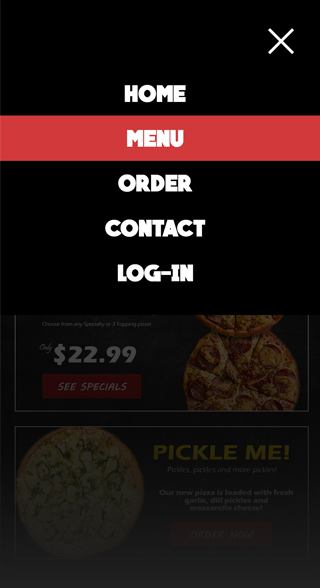 HOME
MENU
ORDER
CONTACT
LOG-IN
Choose from any Specialty or 3 Topping pizza!
Only $22.99
SEE SPECIALS
PICKLE ME!
Pickles, pickles and more pickles!
Our new pizza is loaded with fresh
garlic, dill pickles and
mozzarella cheese!
ORDER NOW